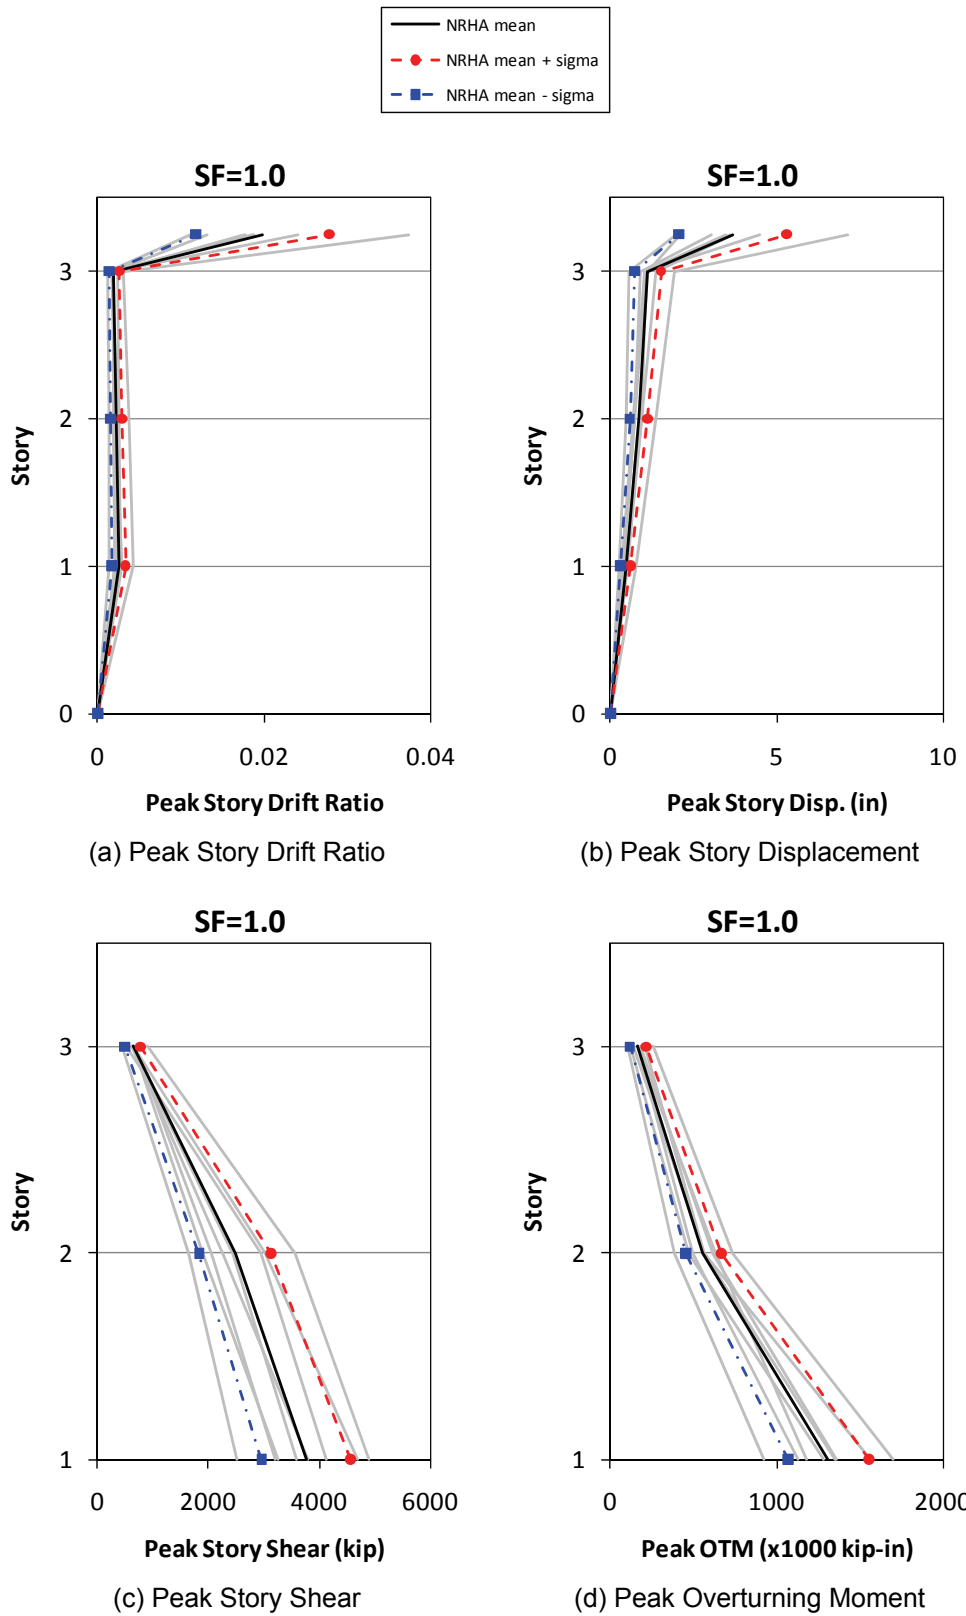 NRHA mean
NRHA mean + sigma
NRHA mean - sigma
SF=1.0
SF=1.0
3
2
1
0
Story
0 0.02 0.04
Peak Story Drift Ratio
(a) Peak Story Drift Ratio
3
2
1
0
Story
0 5 10
Peak Story Disp. (in)
(b) Peak Story Displacement
SF=1.0
SF=1.0
3
2
1
Story
0 2000 4000 6000
Peak Story Shear (kip)
(c) Peak Story Shear
3
2
1
Story
0 1000 2000
Peak OTM (x1000 kip-in)
(d) Peak Overturning Moment